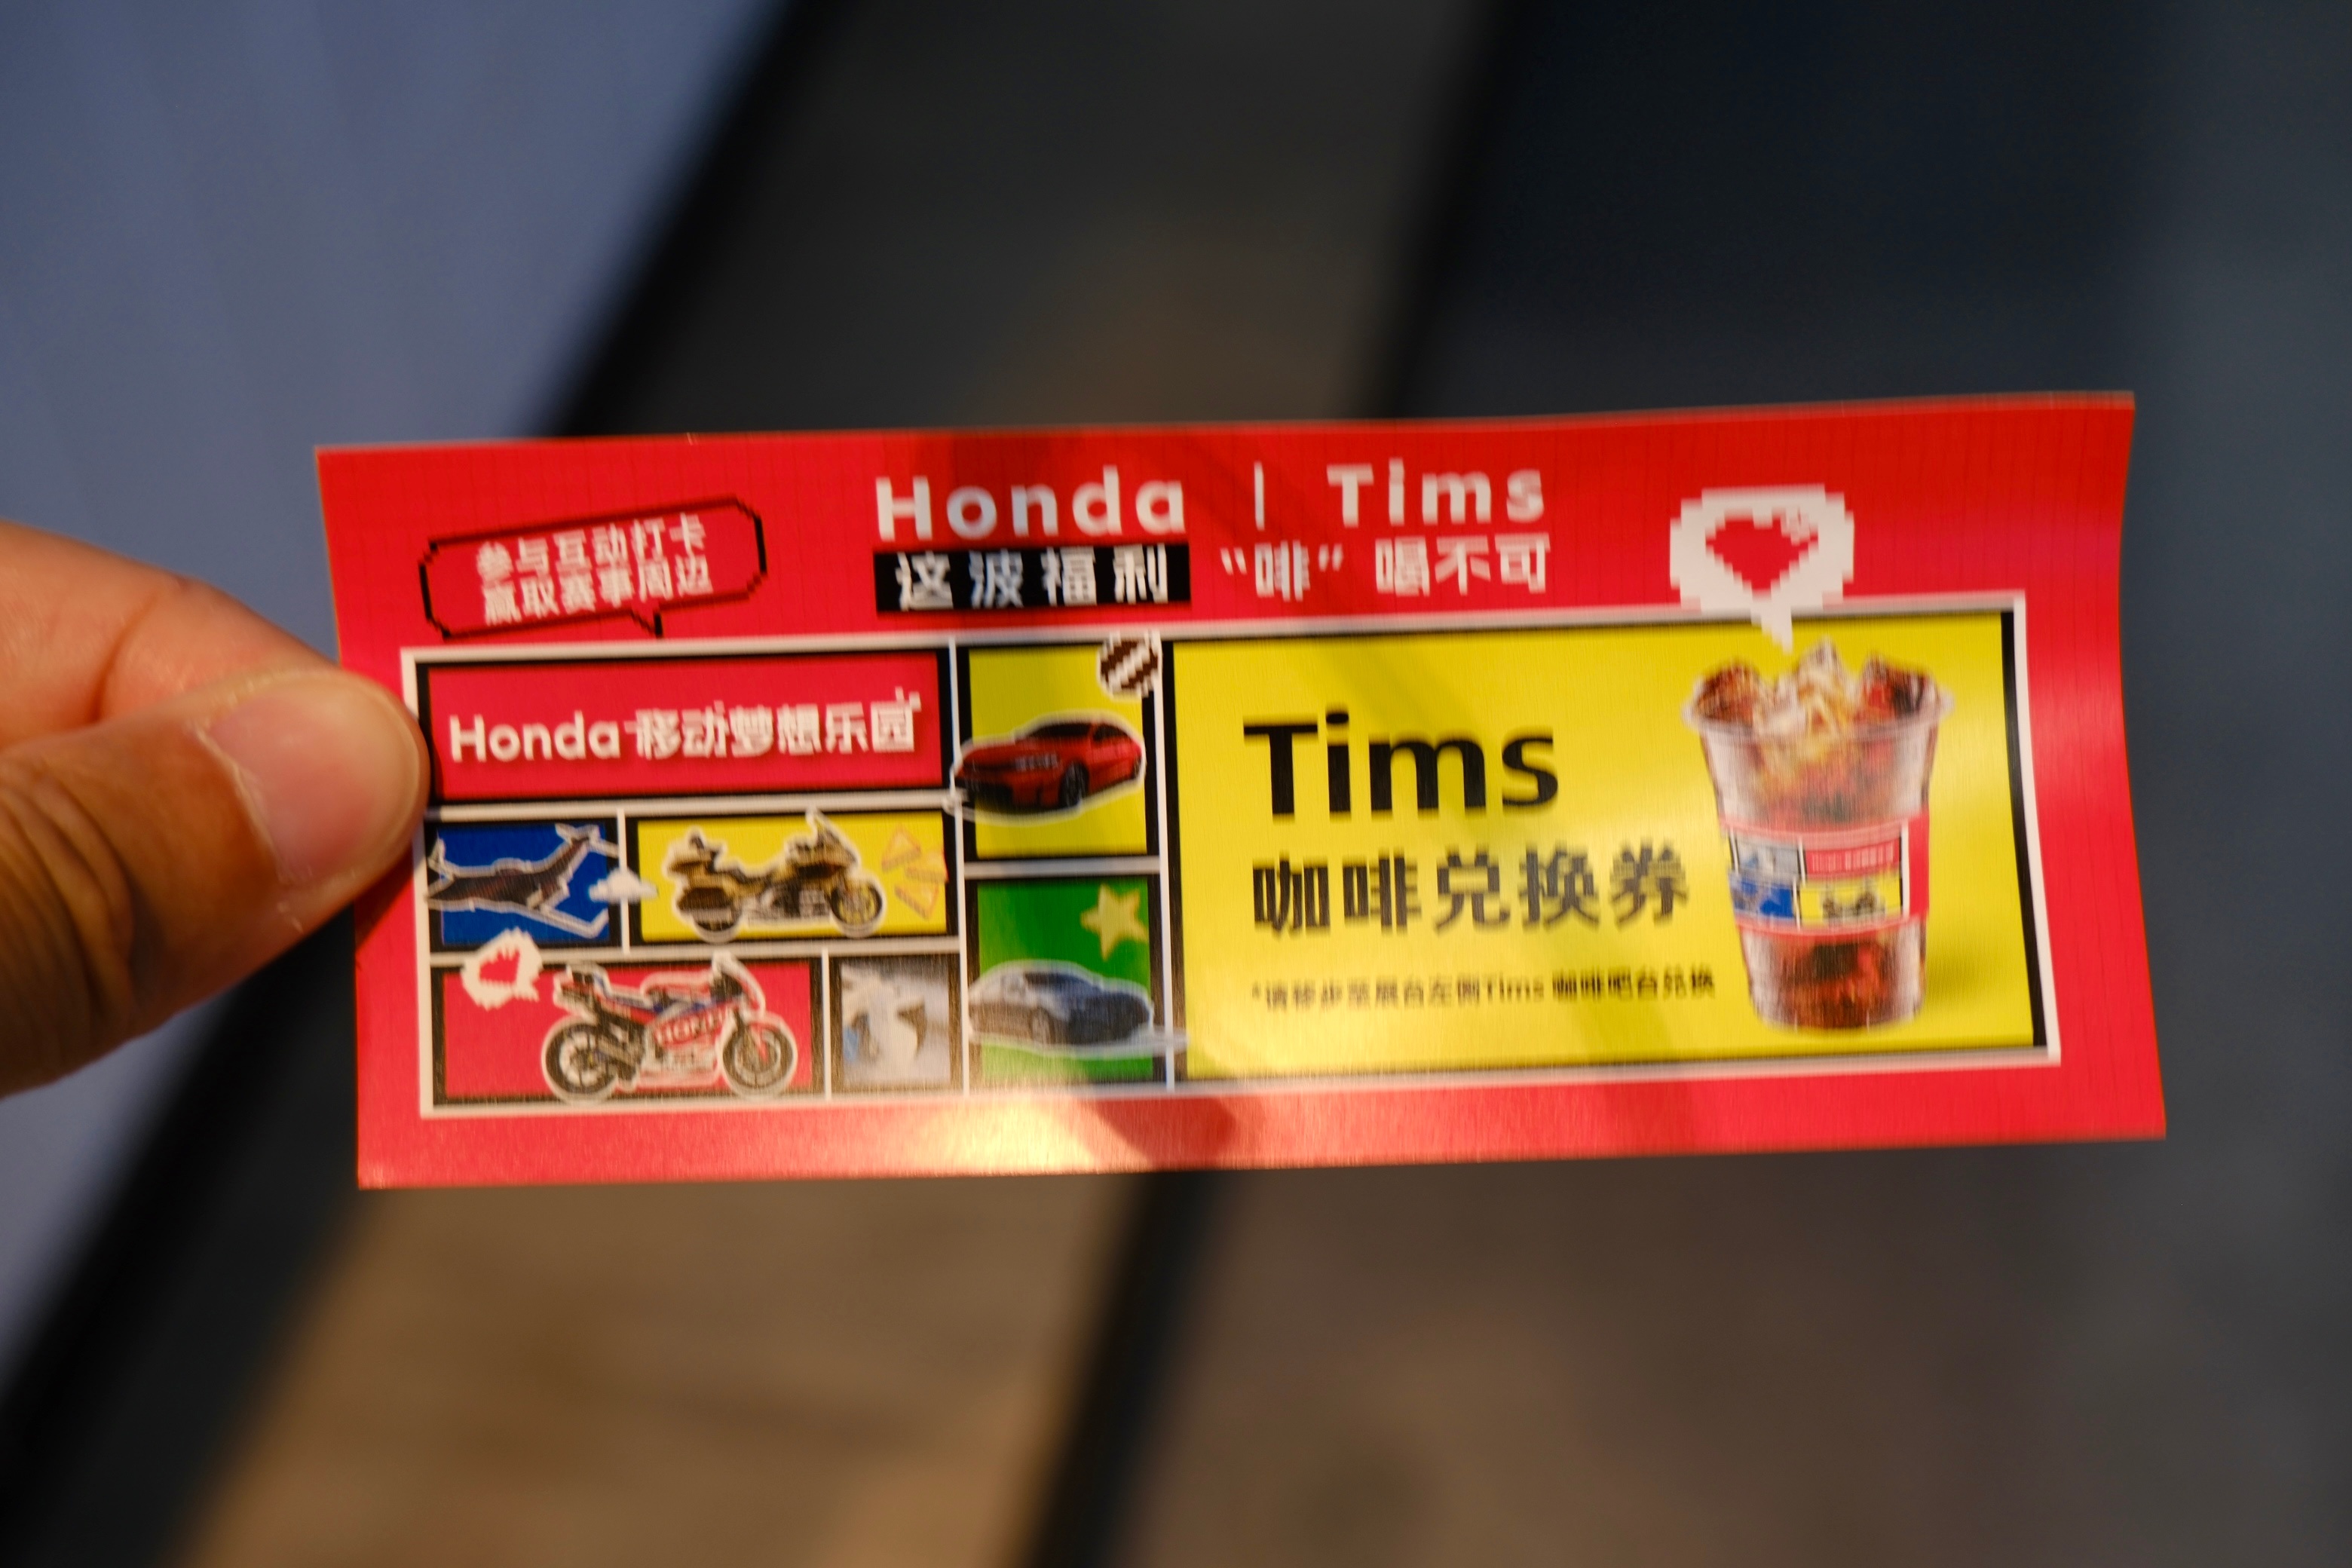 参与互动打卡
赢取赛事周边
Honda | Tims
这波福利 “啡” 喝不可
Honda 移动梦想乐园
Tims
咖啡兑换券
*请移步至展台左侧Tims 咖啡吧台兑换
HONDA